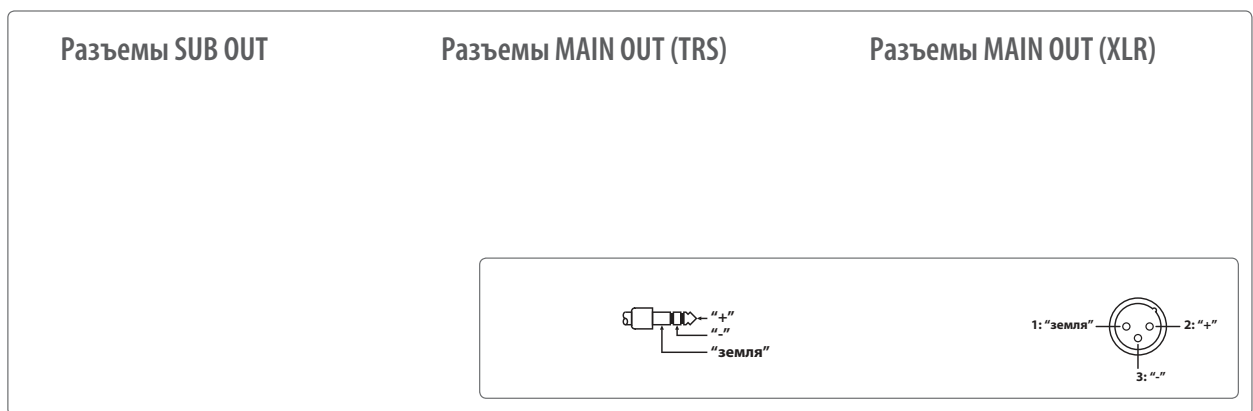 Разъемы SUB OUT
Разъемы MAIN OUT (TRS)
Разъемы MAIN OUT (XLR)
“+”
“-”
“земля”
1: “земля”
2: “+”
3: “-”